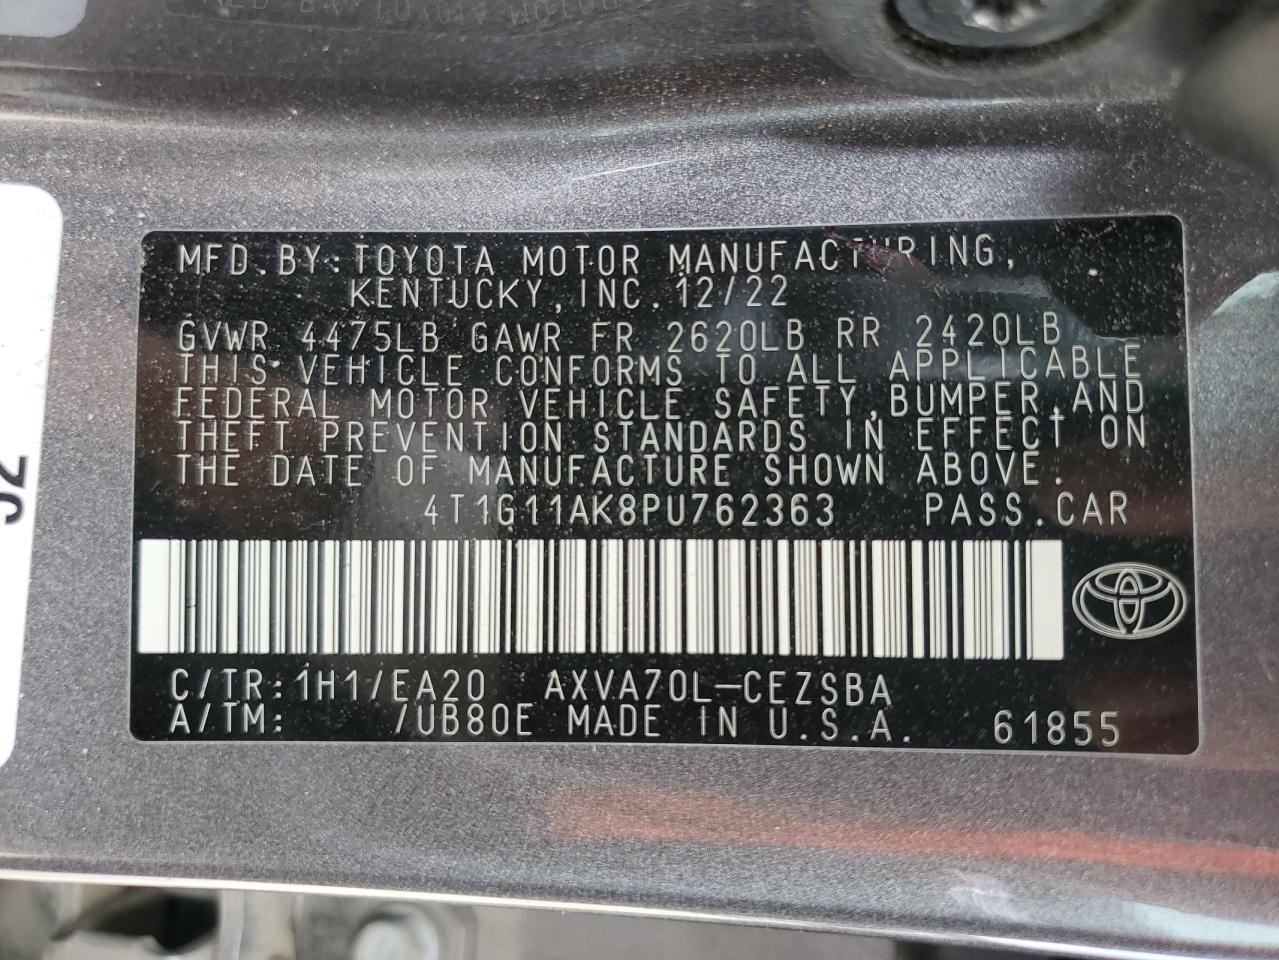 MFD.BY:TOYOTA MOTOR MANUFACTURING,
KENTUCKY,INC.12/22
GVWR 4475LB GAWR FR 2620LB RR 2420LB
THIS VEHICLE CONFORMS TO ALL APPLICABLE
FEDERAL MOTOR VEHICLE SAFETY,BUMPER,AND
THEFT PREVENTION STANDARDS IN EFFECT ON
THE DATE OF MANUFACTURE SHOWN ABOVE.
4T1G11AK8PU762363 PASS.CAR
C/TR:1H1/EA20 AXVA70L-CEZSBA
A/TM: /UB80E MADE IN U.S.A. 61855